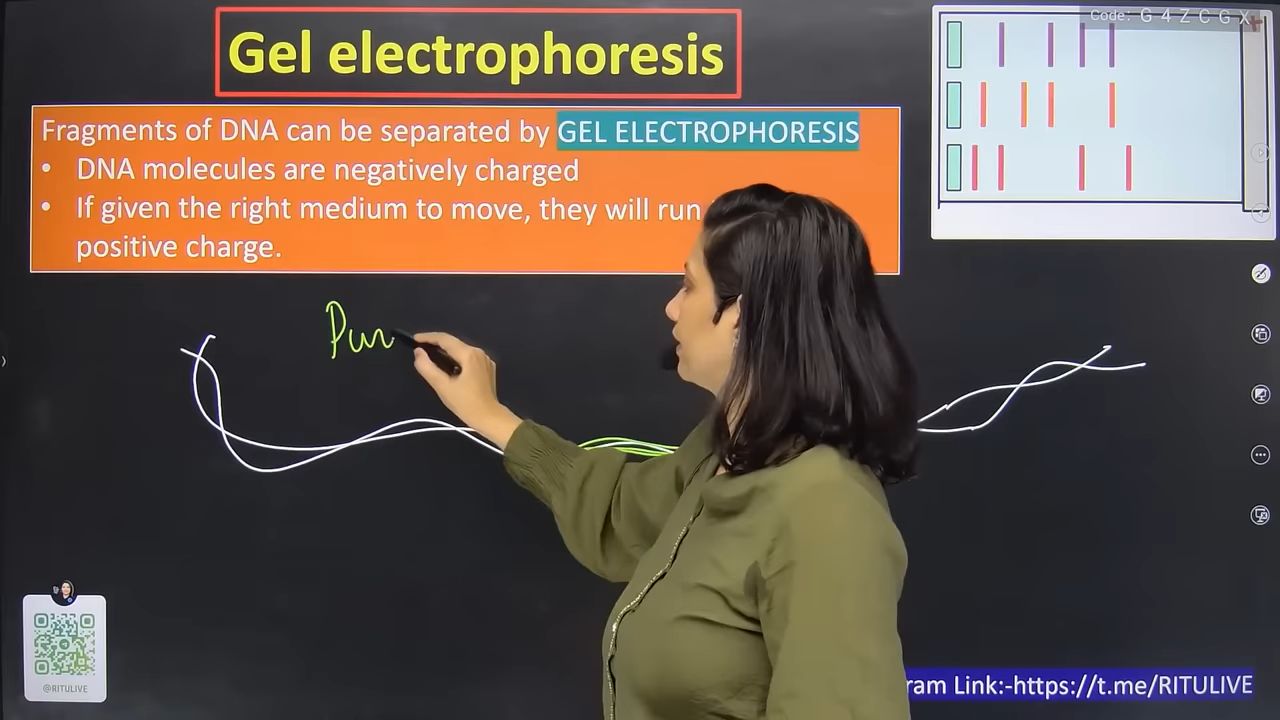 Code: G 4 Z C G X
Gel electrophoresis
Fragments of DNA can be separated by GEL ELECTROPHORESIS
• DNA molecules are negatively charged
• If given the right medium to move, they will run
positive charge.
Pur
@RITULIVE
ram Link:-https://t.me/RITULIVE